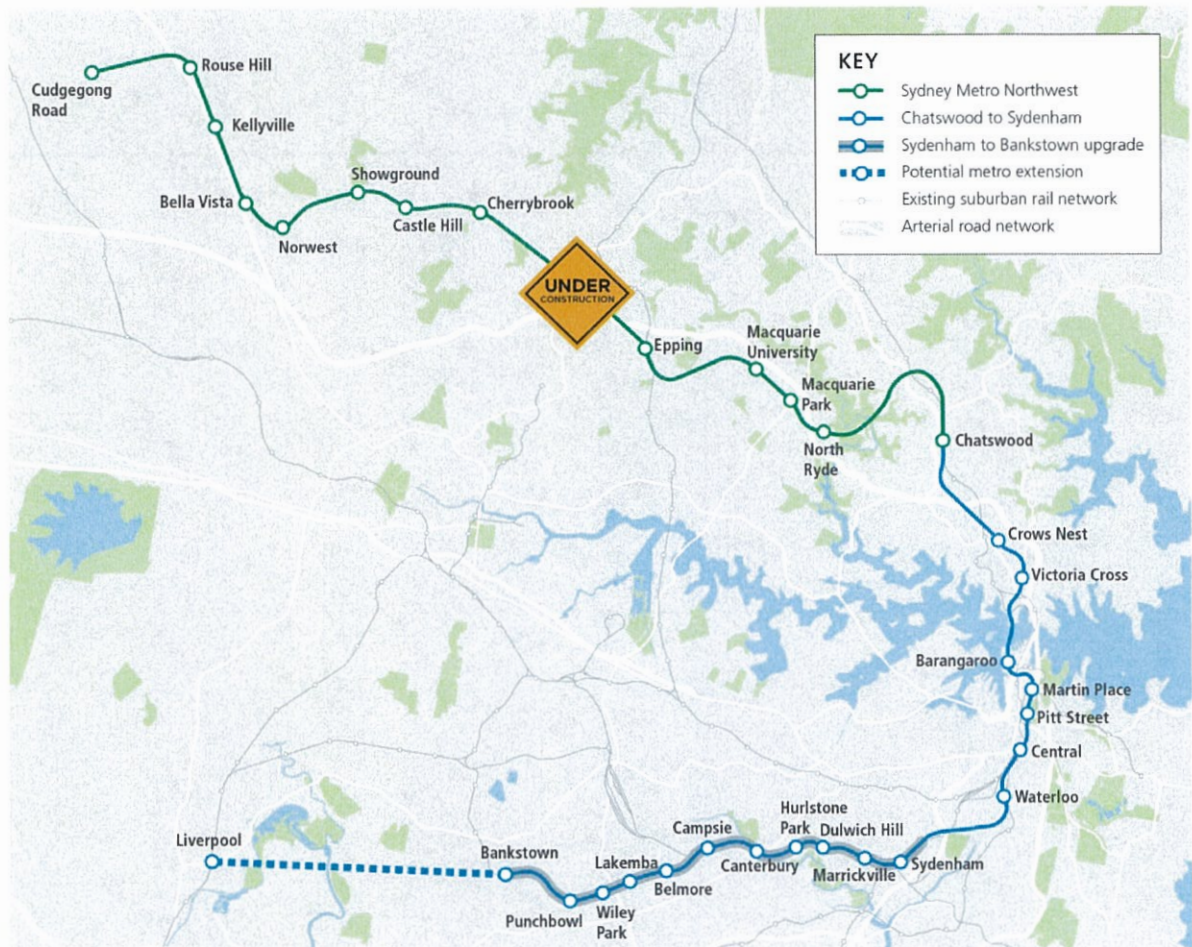 KEY
Sydney Metro Northwest
Chatswood to Sydenham
Sydenham to Bankstown upgrade
Potential metro extension
Existing suburban rail network
Arterial road network
Cudgegong
Road
Rouse Hill
Kellyville
Bella Vista
Norwest
Showground
Castle Hill
Cherrybrook
UNDER
CONSTRUCTION
Epping
Macquarie
University
Macquarie
Park
North
Ryde
Chatswood
Crows Nest
Victoria Cross
Barangaroo
Martin Place
Pitt Street
Central
Waterloo
Sydenham
Marrickville
Dulwich Hill
Hurlstone
Park
Canterbury
Campsie
Belmore
Lakemba
Wiley
Park
Punchbowl
Bankstown
Liverpool